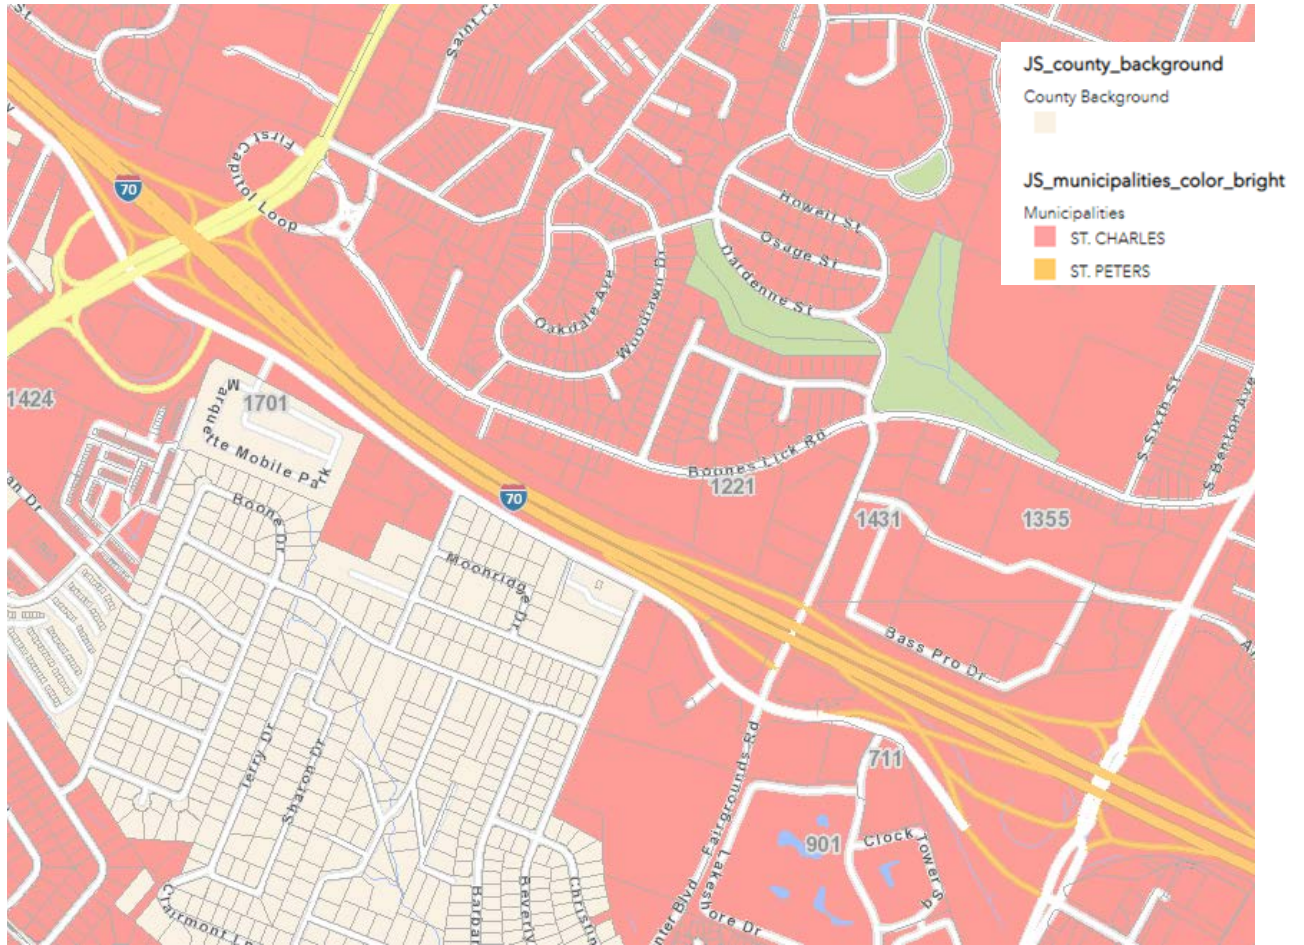 JS_county_background
County Background
JS_municipalities_color_bright
Municipalities
ST. CHARLES
ST. PETERS
70
First Capitol Loop
Howell St
Osage St
Dardenne St
Oakdale Ave
Woodlawn Dr
S Sixth St
S Benton Ave
1424
1701
Marquette Mobile Park
Boones Lick Rd
1221
70
1431
1355
Boone Dr
Moonridge Dr
Bass Pro Dr
Terry Dr
Sharon Dr
Fairgrounds Rd
711
901
Clock Tower Sq
Beverly
Lakeshore Dr